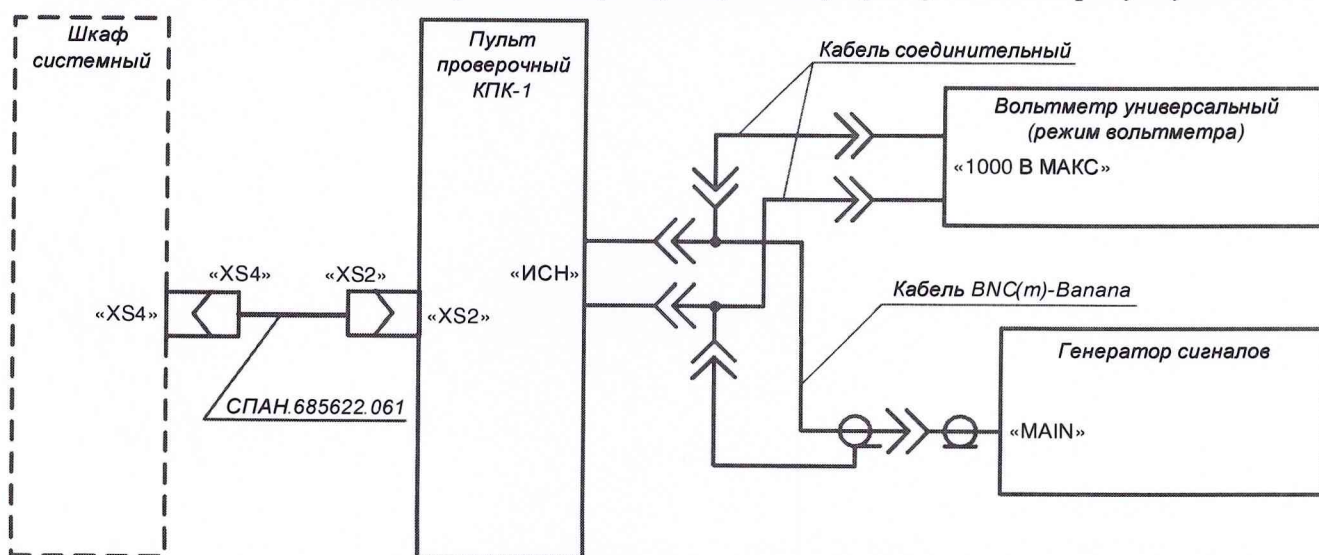 Шкаф
системный
Пульт
проверочный
КПК-1
Кабель соединительный
Вольтметр универсальный
(режим вольтметра)
«1000 В МАКС»
«XS4»
«XS4»
«XS2»
«XS2»
«ИСН»
СПАН.685622.061
Кабель BNC(m)-Banana
Генератор сигналов
«MAIN»